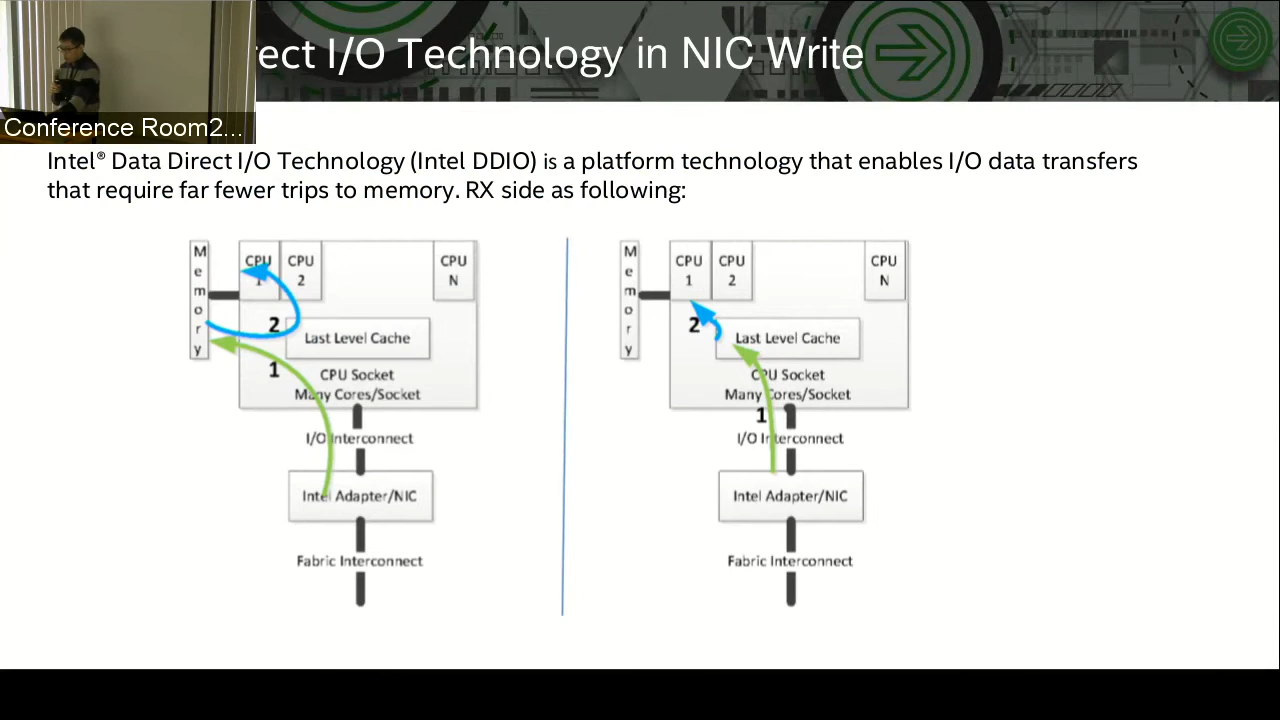 rect I/O Technology in NIC Write
Conference Room2...
Intel® Data Direct I/O Technology (Intel DDIO) is a platform technology that enables I/O data transfers
that require far fewer trips to memory. RX side as following:
Memory
CPU 1
CPU 2
CPU N
2
Last Level Cache
1
CPU Socket
Many Cores/Socket
I/O Interconnect
Intel Adapter/NIC
Fabric Interconnect
Memory
CPU 1
CPU 2
CPU N
2
Last Level Cache
CPU Socket
Many Cores/Socket
1
I/O Interconnect
Intel Adapter/NIC
Fabric Interconnect